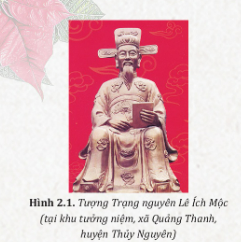 Hình 2.1. Tượng Trạng nguyên Lê Ích Mộc
(tại khu tưởng niệm, xã Quảng Thanh,
huyện Thủy Nguyên)